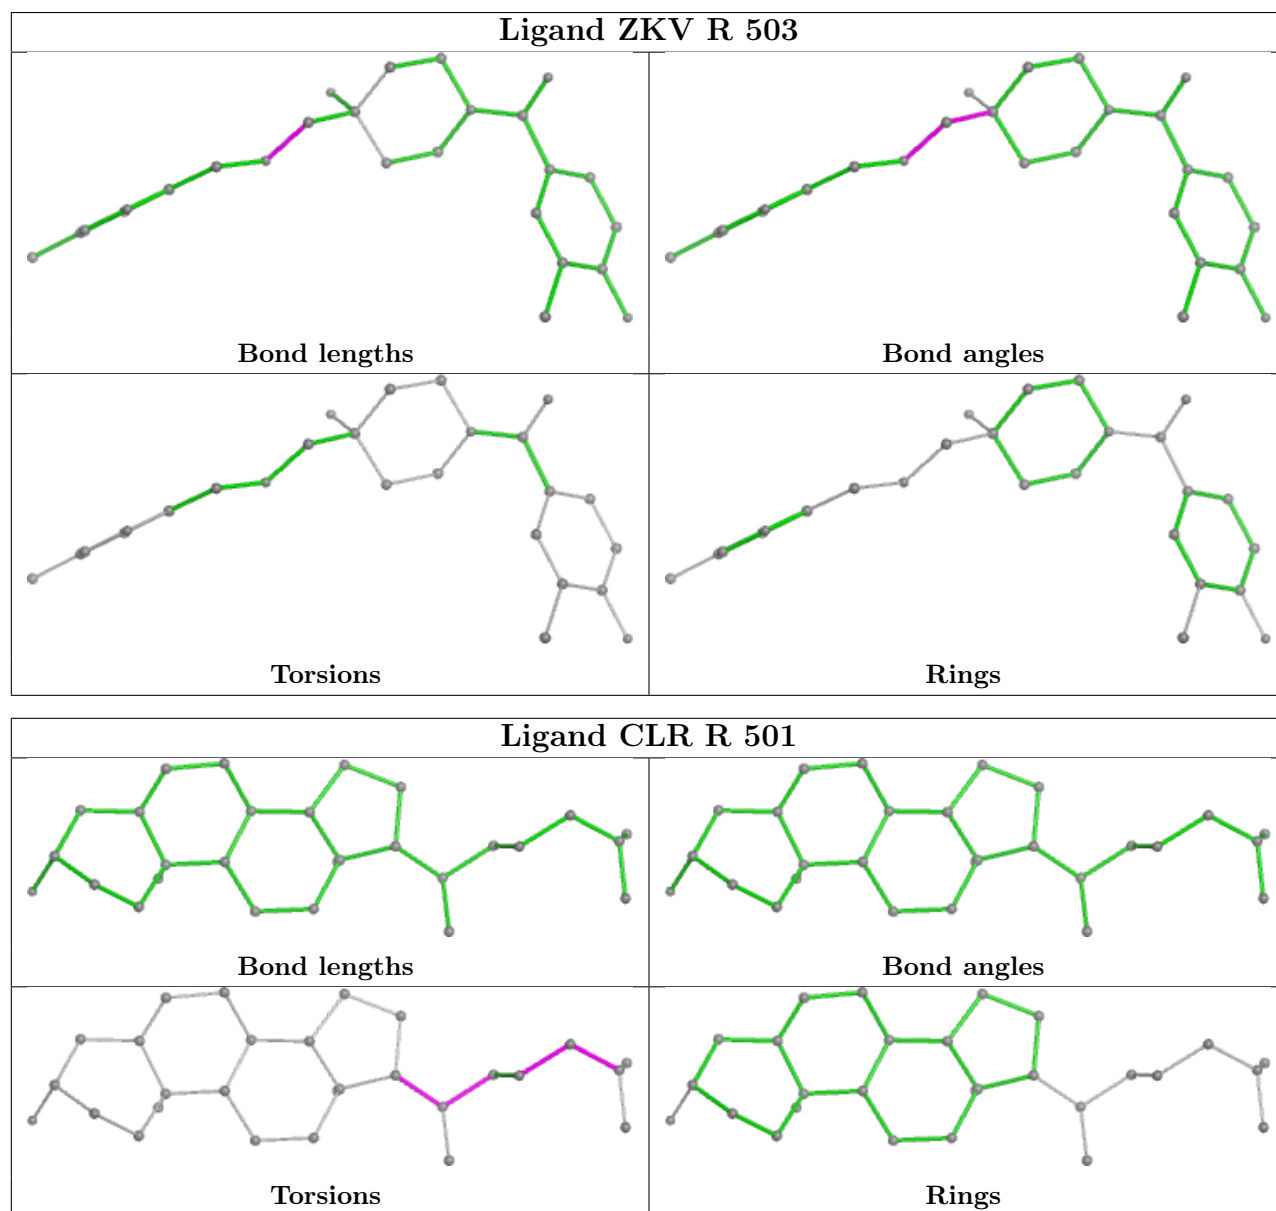 Ligand ZKV R 503
Bond lengths
Bond angles
Torsions
Rings
Ligand CLR R 501
Bond lengths
Bond angles
Torsions
Rings